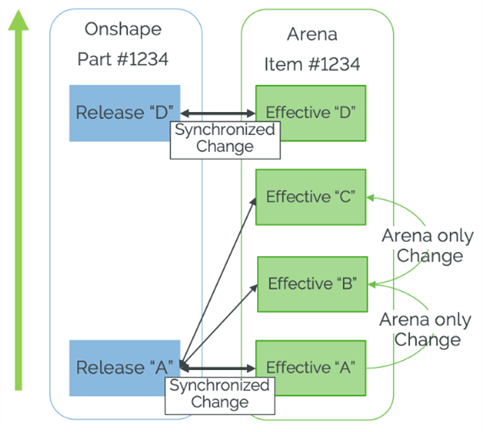 Onshape
Part #1234
Arena
Item #1234
Release “D”
Effective “D”
Synchronized
Change
Effective “C”
Arena only
Change
Effective “B”
Arena only
Change
Release “A”
Effective “A”
Synchronized
Change